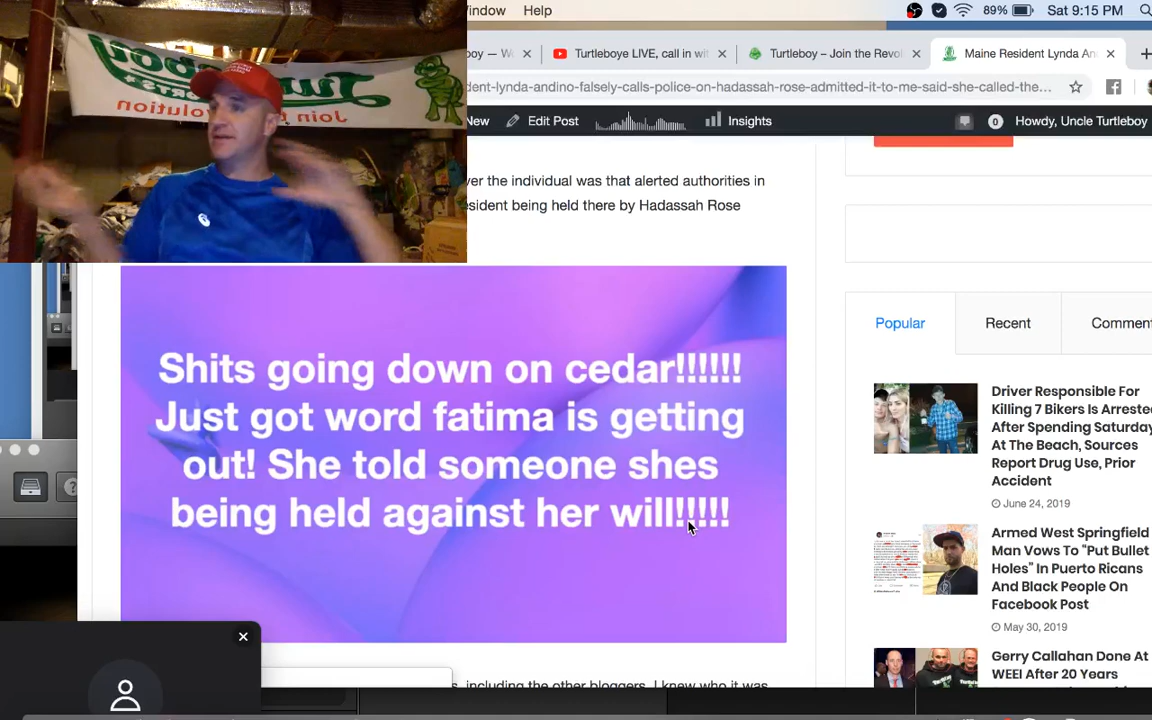 indow Help
89% Sat 9:15 PM
boy — W
Turtleboye LIVE, call in wit
Turtleboy – Join the Revol
Maine Resident Lynda An
dent-lynda-andino-falsely-calls-police-on-hadassah-rose-admitted-it-to-me-said-she-called-the...
New Edit Post Insights 0 Howdy, Uncle Turtleboy
Join
ver the individual was that alerted authorities in
sident being held there by Hadassah Rose
Shits going down on cedar!!!!!!
Just got word fatima is getting
out! She told someone shes
being held against her will!!!!!!
s, including the other bloggers. I knew who it was
Popular Recent Comment
Driver Responsible For
Killing 7 Bikers Is Arreste
After Spending Saturday
At The Beach, Sources
Report Drug Use, Prior
Accident
June 24, 2019
Armed West Springfield
Man Vows To “Put Bullet
Holes” In Puerto Ricans
And Black People On
Facebook Post
May 30, 2019
Gerry Callahan Done At
WEEI After 20 Years